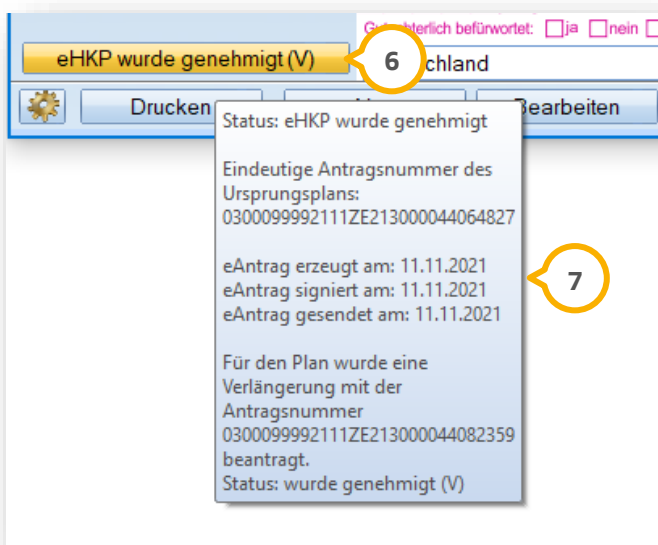 Gutachterlich befürwortet: ja nein
eHKP wurde genehmigt (V)
6
chland
Drucken
Bearbeiten
Status: eHKP wurde genehmigt
Eindeutige Antragsnummer des
Ursprungsplans:
0300099992111ZE213000044064827
eAntrag erzeugt am: 11.11.2021
eAntrag signiert am: 11.11.2021
eAntrag gesendet am: 11.11.2021
7
Für den Plan wurde eine
Verlängerung mit der
Antragsnummer
0300099992111ZE213000044082359
beantragt.
Status: wurde genehmigt (V)